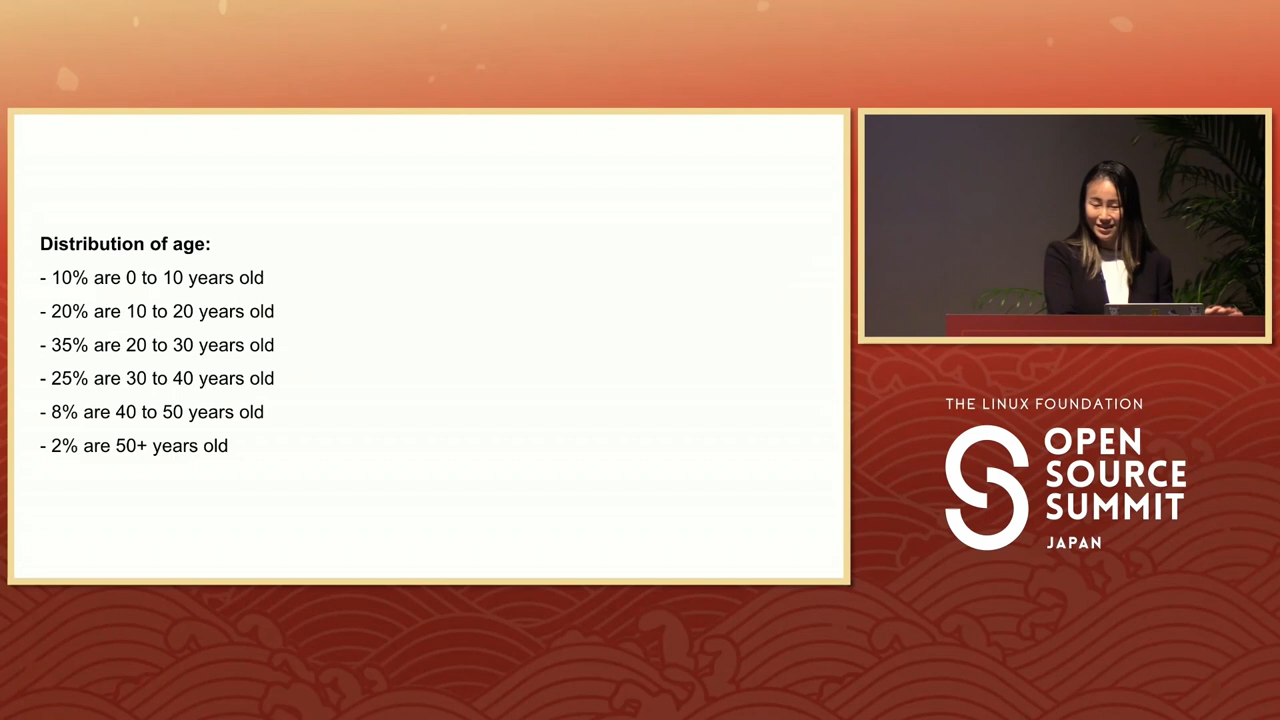 Distribution of age:
- 10% are 0 to 10 years old
- 20% are 10 to 20 years old
- 35% are 20 to 30 years old
- 25% are 30 to 40 years old
- 8% are 40 to 50 years old
- 2% are 50+ years old
THE LINUX FOUNDATION
OPEN
SOURCE
SUMMIT
JAPAN